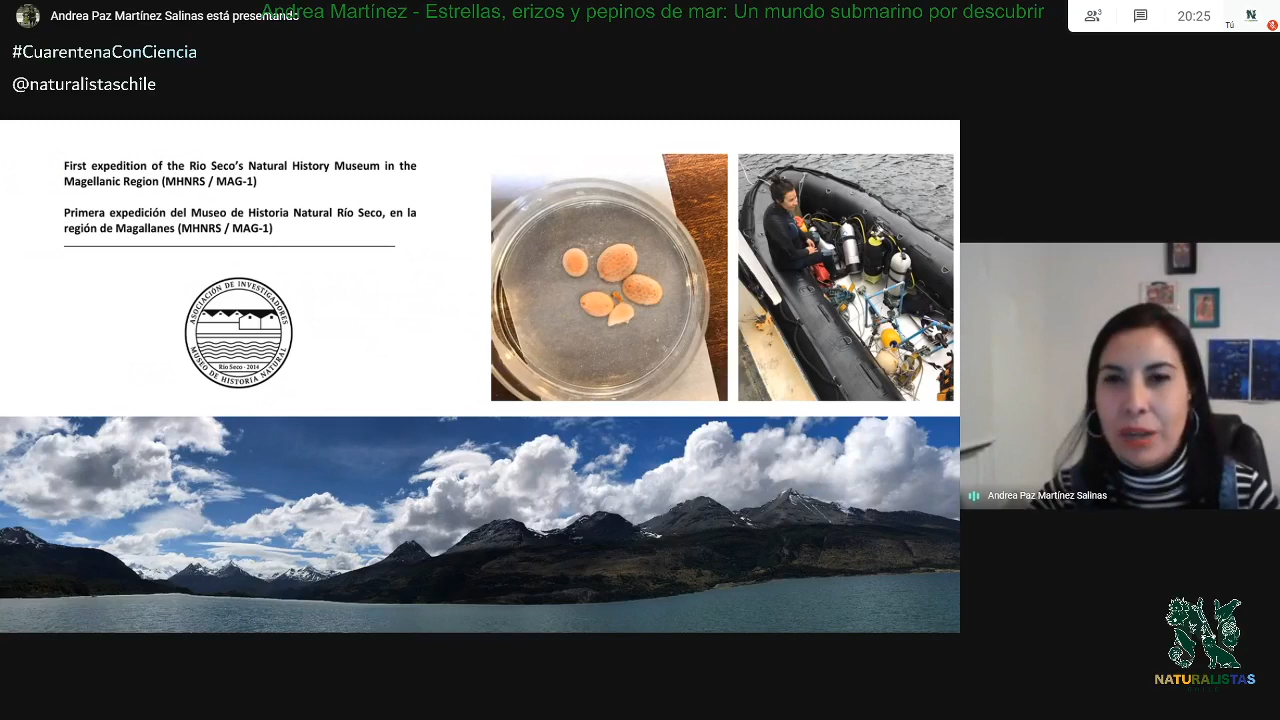 Andrea Paz Martínez Salinas está presentando
Andrea Martínez - Estrellas, erizos y pepinos de mar: Un mundo submarino por descubrir
3
20:25
Tú
#CuarentenaConCiencia
@naturalistaschile
First expedition of the Rio Seco's Natural History Museum in the
Magellanic Region (MHNRS / MAG-1)
Primera expedición del Museo de Historia Natural Río Seco, en la
región de Magallanes (MHNRS / MAG-1)
ASOCIACIÓN DE INVESTIGADORES
Río Seco - 2014
MUSEO DE HISTORIA NATURAL
Andrea Paz Martínez Salinas
NATURALISTAS
CHILE